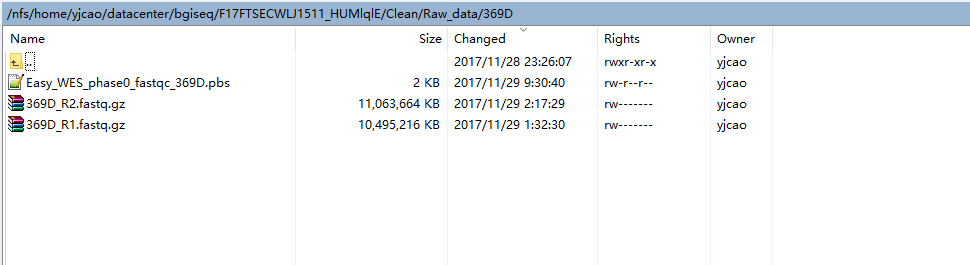 /nfs/home/yjcao/datacenter/bgiseq/F17FTSECWLJ1511_HUMlqlE/Clean/Raw_data/369D
Name Size Changed Rights Owner
.. 2017/11/28 23:26:07 rwxr-xr-x yjcao
Easy_WES_phase0_fastqc_369D.pbs 2 KB 2017/11/29 9:30:40 rw-r--r-- yjcao
369D_R2.fastq.gz 11,063,664 KB 2017/11/29 2:17:29 rw------- yjcao
369D_R1.fastq.gz 10,495,216 KB 2017/11/29 1:32:30 rw------- yjcao